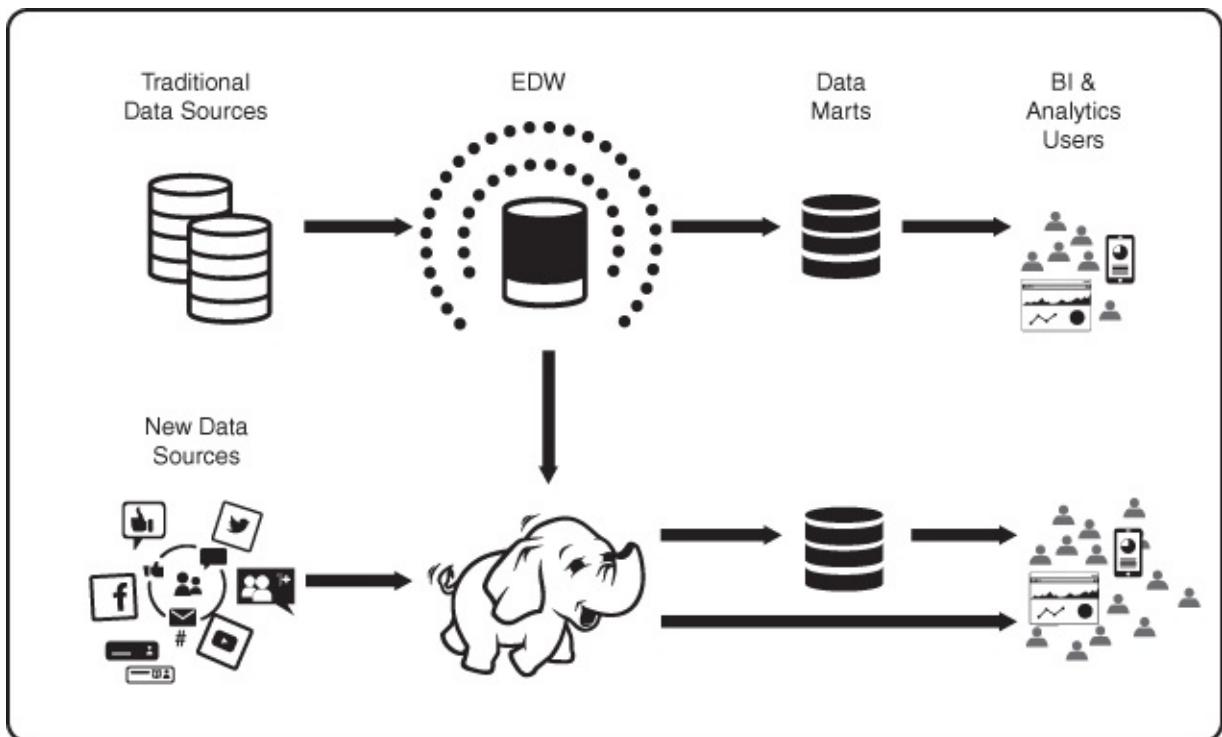 Traditional
Data Sources
EDW
Data
Marts
BI &
Analytics
Users
New Data
Sources
f
#